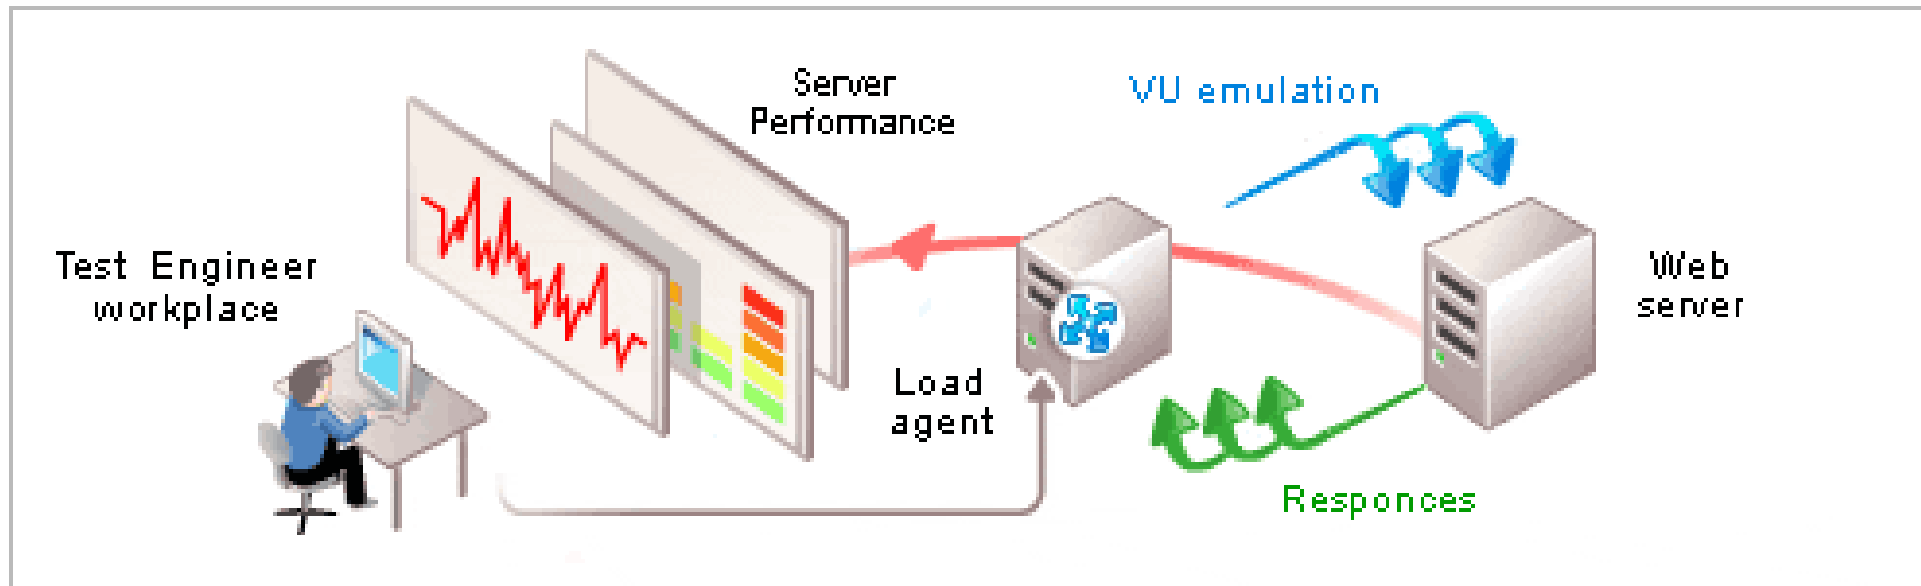 Server
Performance
VU emulation
Test Engineer
workplace
Web
server
Load
agent
Responces